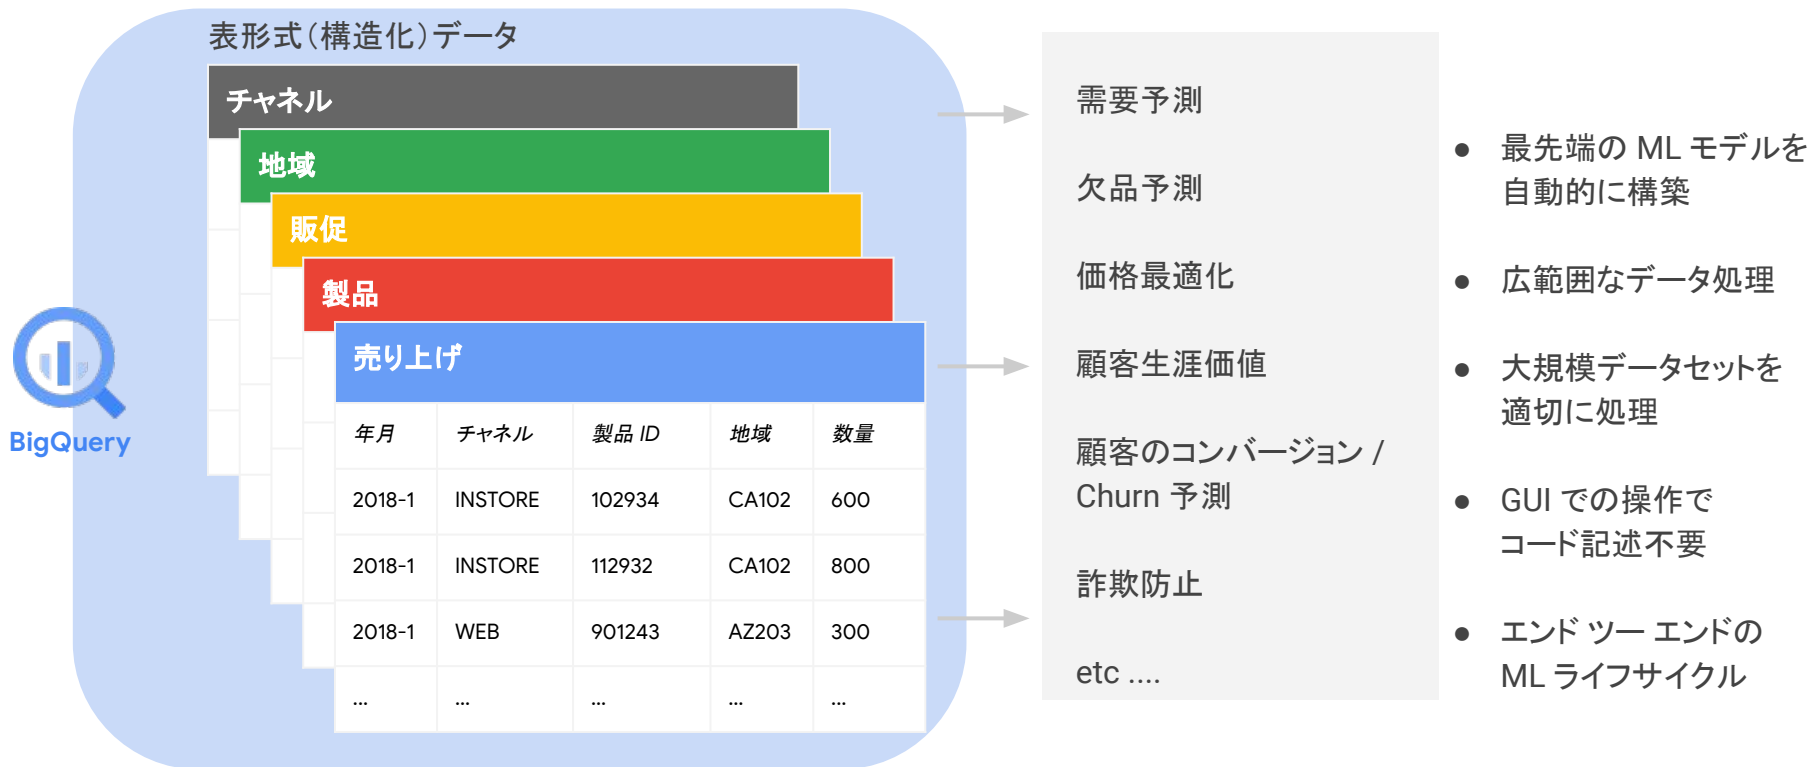 表形式（構造化）データ
チャネル
地域
販促
製品
売り上げ
年月 チャネル 製品 ID 地域 数量
2018-1 INSTORE 102934 CA102 600
2018-1 INSTORE 112932 CA102 800
2018-1 WEB 901243 AZ203 300
... ... ... ... ...
BigQuery
需要予測
欠品予測
価格最適化
顧客生涯価値
顧客のコンバージョン /
Churn 予測
詐欺防止
etc ....
● 最先端の ML モデルを
自動的に構築
● 広範囲なデータ処理
● 大規模データセットを
適切に処理
● GUI での操作で
コード記述不要
● エンド ツー エンドの
ML ライフサイクル